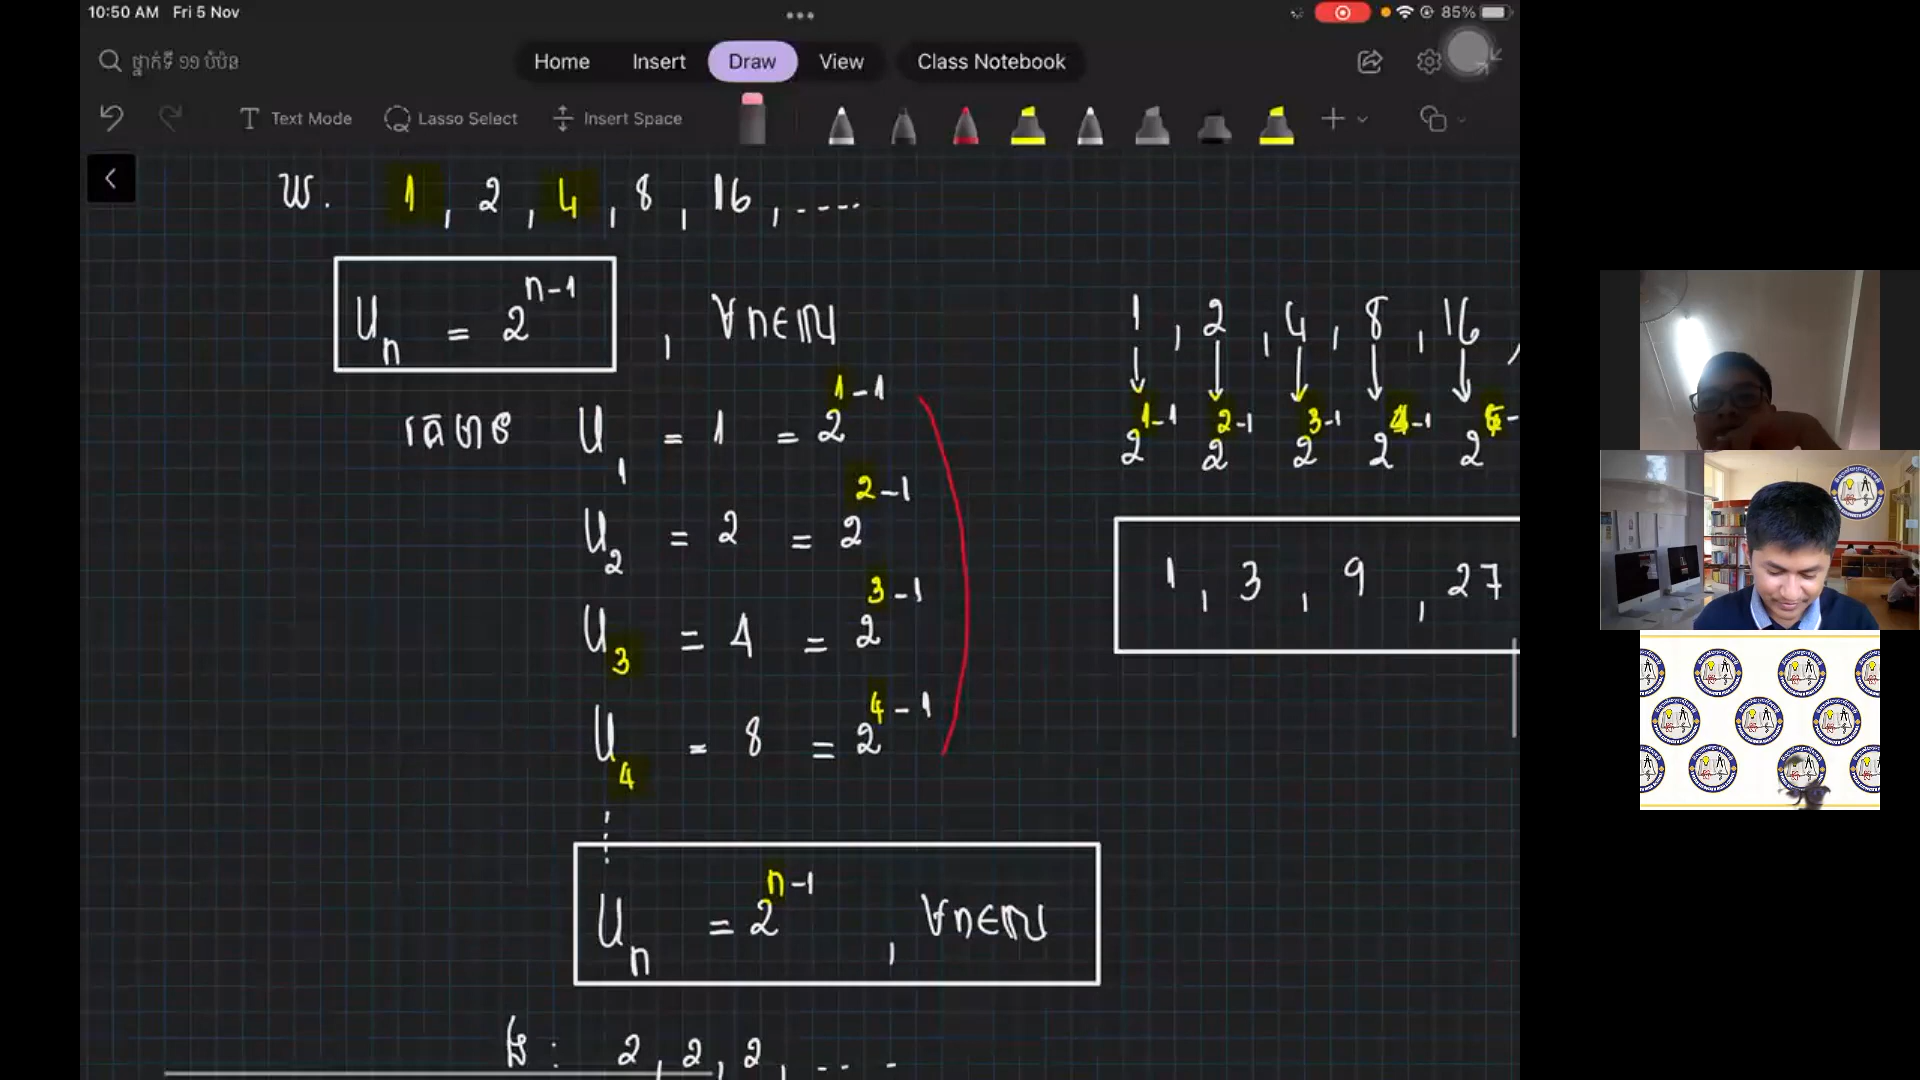 10:50 AM Fri 5 Nov
85%
ថ្នាក់ទី ១១ បំប៉ន
Home Insert Draw View Class Notebook
Text Mode Lasso Select Insert Space
ឃ. 1, 2, 4, 8, 16, ....
Uₙ = 2ⁿ⁻¹, ∀n∈ℕ
គេមាន U₁ = 1 = 2¹⁻¹
U₂ = 2 = 2²⁻¹
U₃ = 4 = 2³⁻¹
U₄ = 8 = 2⁴⁻¹
⋮
Uₙ = 2ⁿ⁻¹, ∀n∈ℕ
2, 2, 2, ....
1, 2, 4, 8, 16,
↓ ↓ ↓ ↓ ↓
2¹⁻¹ 2²⁻¹ 2³⁻¹ 2⁴⁻¹ 2⁵⁻
1, 3, 9, 27